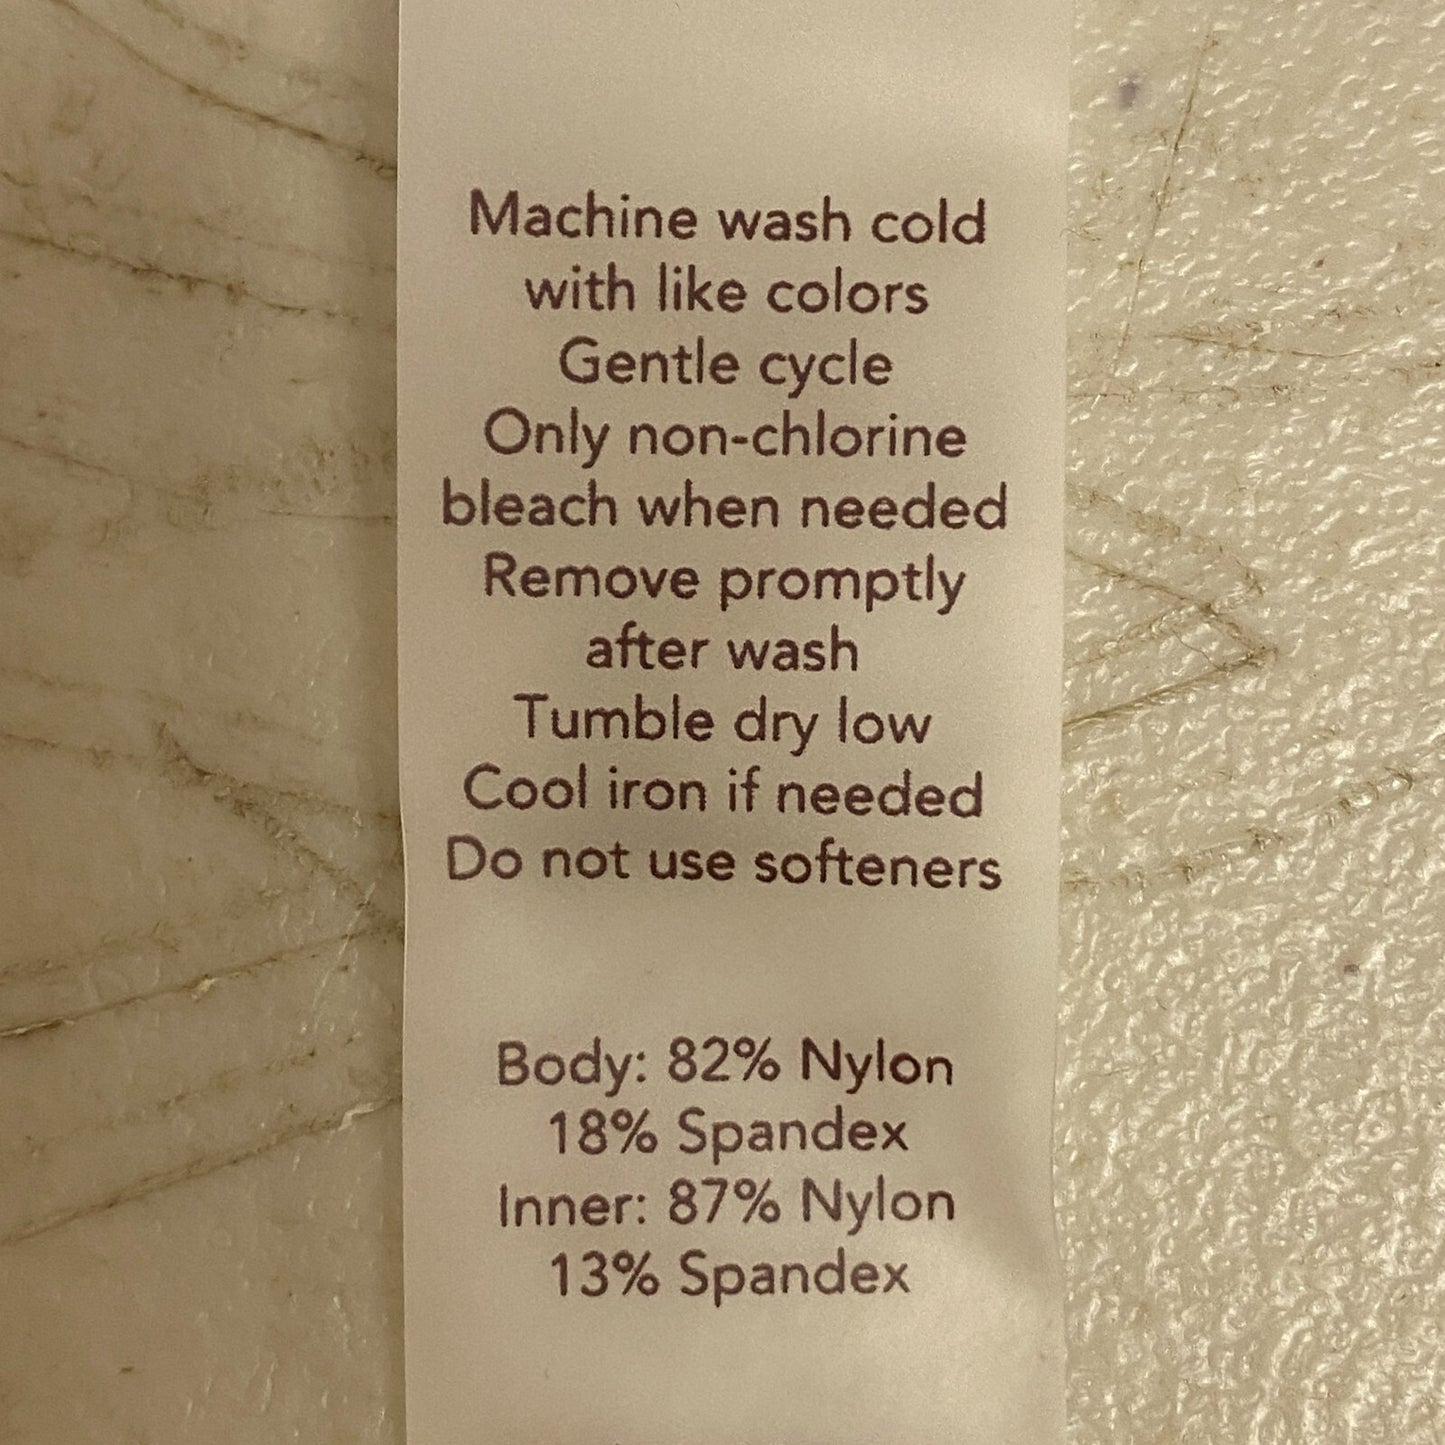 Machine wash cold
with like colors
Gentle cycle
Only non-chlorine
bleach when needed
Remove promptly
after wash
Tumble dry low
Cool iron if needed
Do not use softeners
Body: 82% Nylon
18% Spandex
Inner: 87% Nylon
13% Spandex